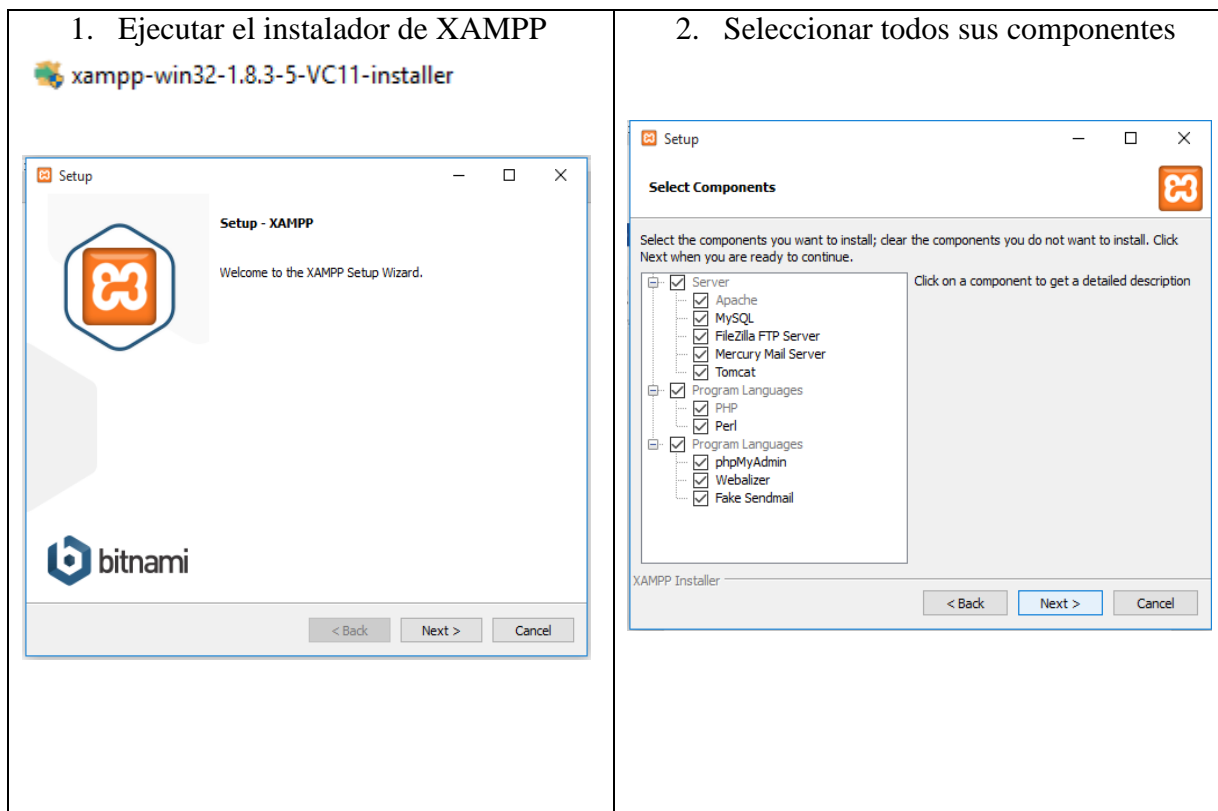 1. Ejecutar el instalador de XAMPP
xampp-win32-1.8.3-5-VC11-installer
Setup
Setup - XAMPP
Welcome to the XAMPP Setup Wizard.
bitnami
< Back Next > Cancel
2. Seleccionar todos sus componentes
Setup
Select Components
Select the components you want to install; clear the components you do not want to install. Click
Next when you are ready to continue.
Server
Apache
MySQL
FileZilla FTP Server
Mercury Mail Server
Tomcat
Program Languages
PHP
Perl
Program Languages
phpMyAdmin
Webalizer
Fake Sendmail
Click on a component to get a detailed description
XAMPP Installer
< Back Next > Cancel